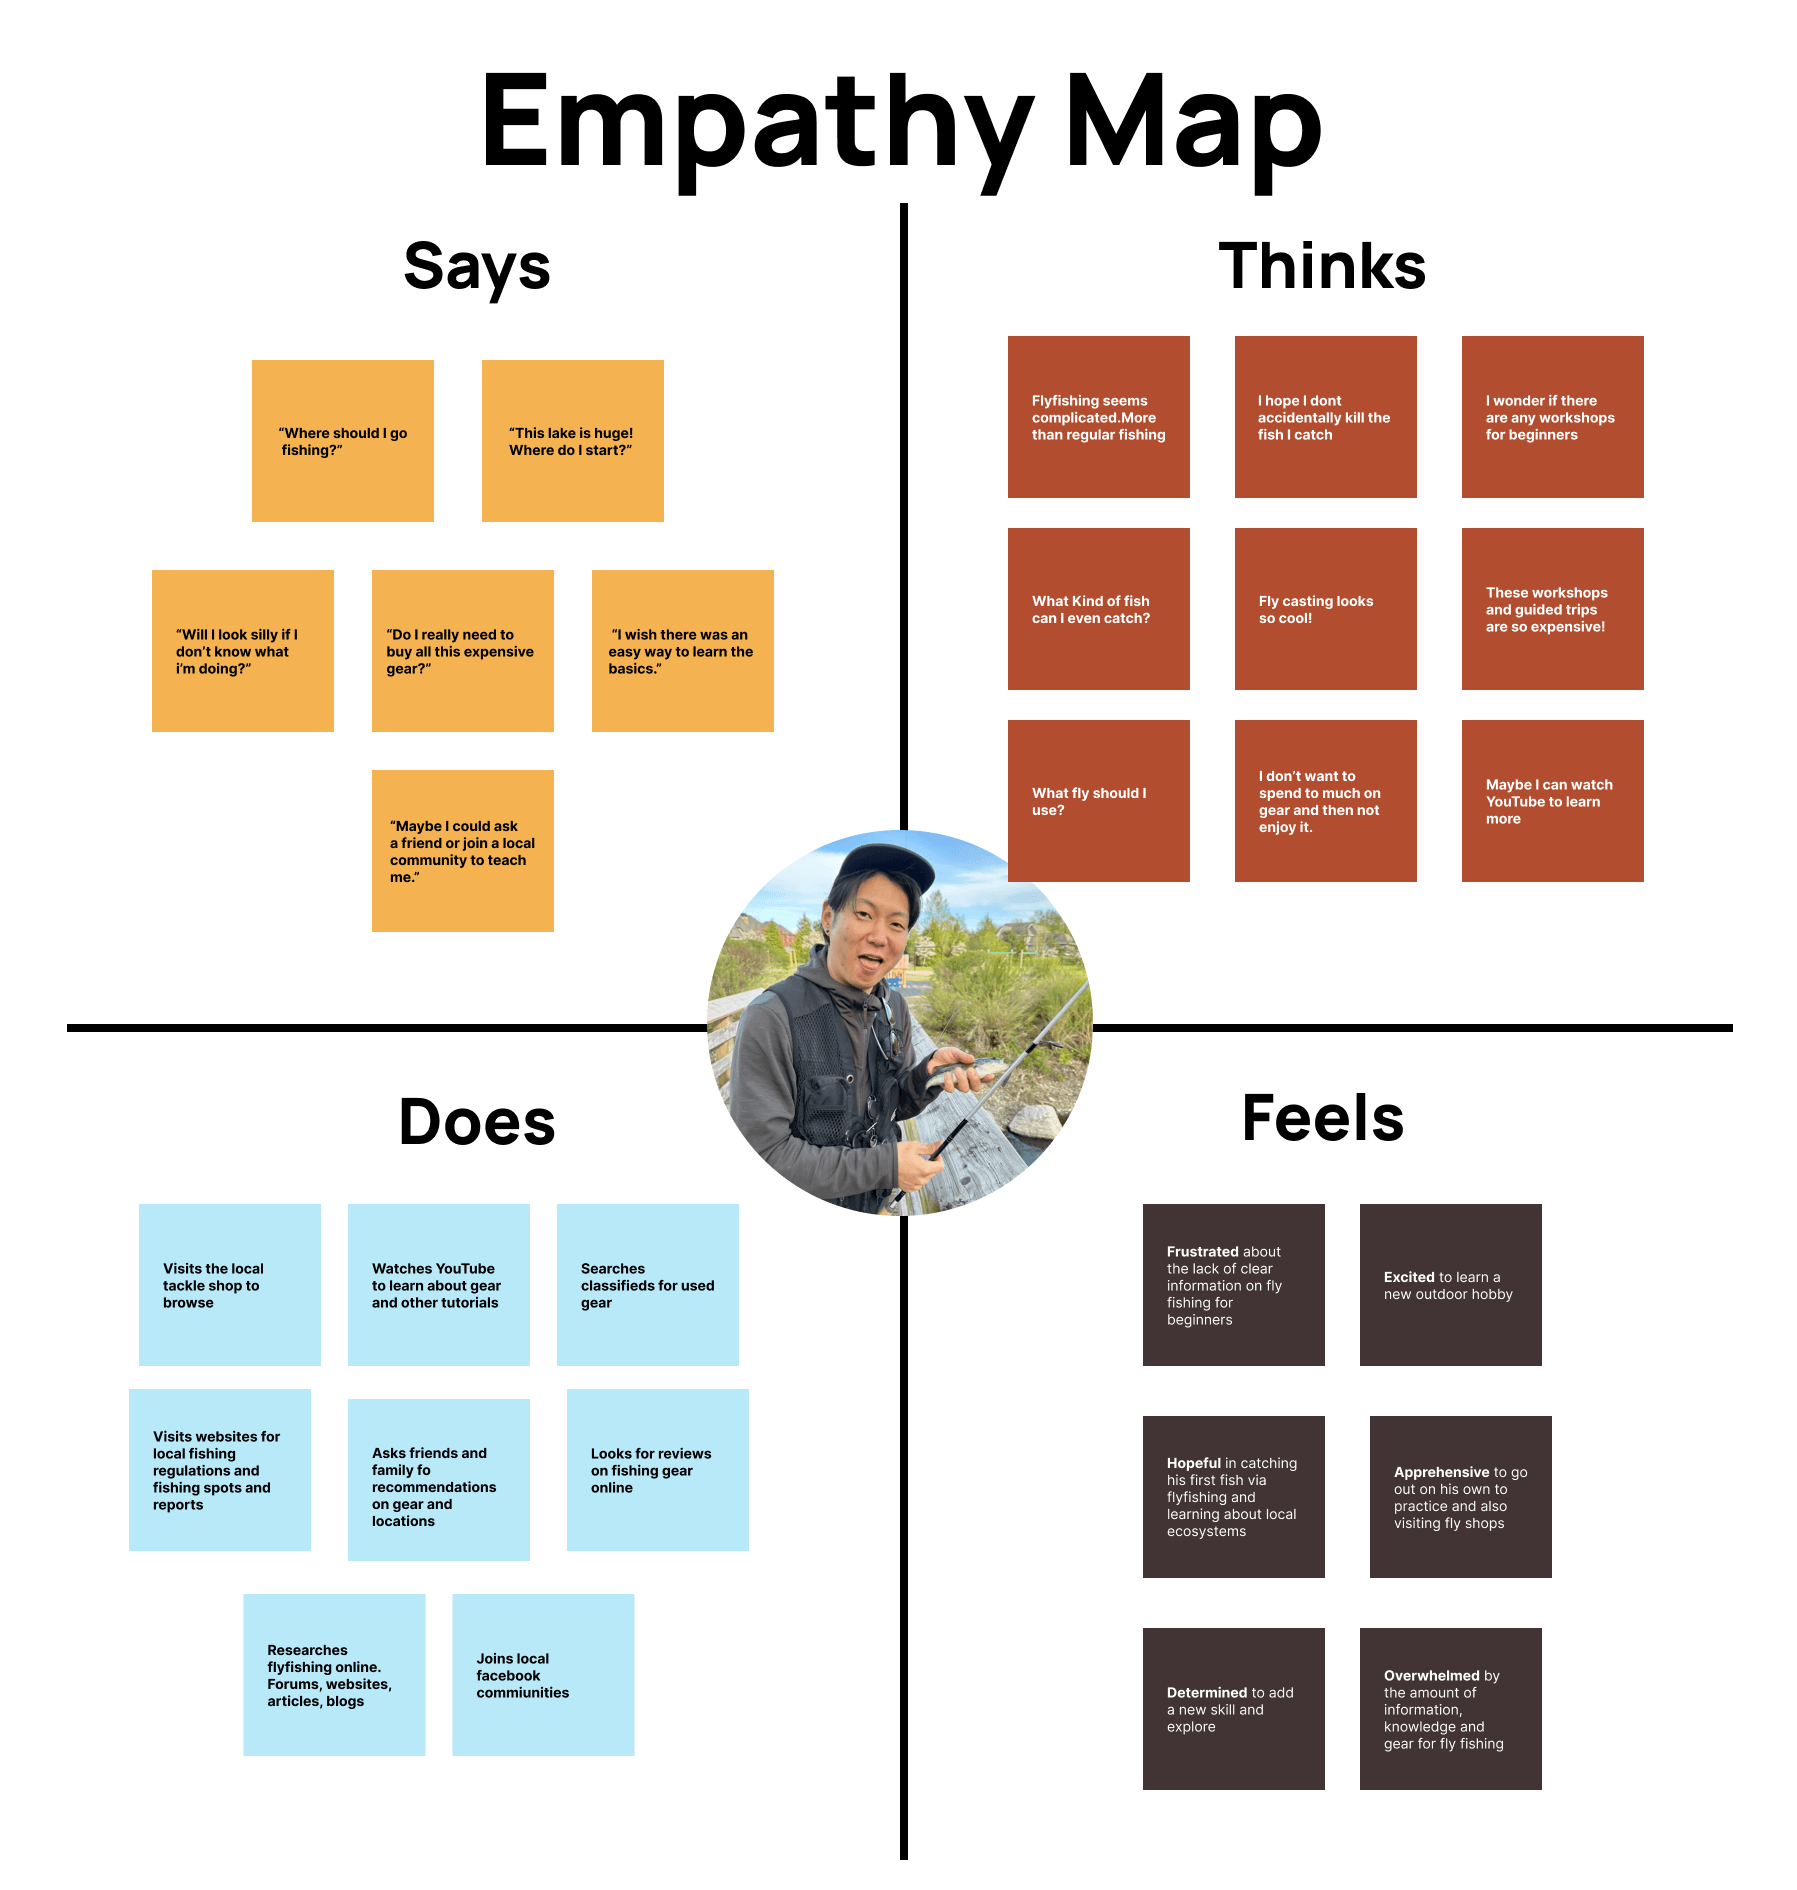 Empathy Map
Says
“Where should I go
fishing?”
“This lake is huge!
Where do I start?”
“Will I look silly if I
don’t know what
i’m doing?”
“Do I really need to
buy all this expensive
gear?”
“I wish there was an
easy way to learn the
basics.”
“Maybe I could ask
a friend or join a local
community to teach
me.”
Thinks
Flyfishing seems
complicated.More
than regular fishing
I hope I dont
accidentally kill the
fish I catch
I wonder if there
are any workshops
for beginners
What Kind of fish
can I even catch?
Fly casting looks
so cool!
These workshops
and guided trips
are so expensive!
What fly should I
use?
I don’t want to
spend to much on
gear and then not
enjoy it.
Maybe I can watch
YouTube to learn
more
Does
Visits the local
tackle shop to
browse
Watches YouTube
to learn about gear
and other tutorials
Searches
classifieds for used
gear
Visits websites for
local fishing
regulations and
fishing spots and
reports
Asks friends and
family fo
recommendations
on gear and
locations
Looks for reviews
on fishing gear
online
Researches
flyfishing online.
Forums, websites,
articles, blogs
Joins local
facebook
commiunities
Feels
Frustrated about
the lack of clear
information on fly
fishing for
beginners
Excited to learn a
new outdoor hobby
Hopeful in catching
his first fish via
flyfishing and
learning about local
ecosystems
Apprehensive to go
out on his own to
practice and also
visiting fly shops
Determined to add
a new skill and
explore
Overwhelmed by
the amount of
information,
knowledge and
gear for fly fishing